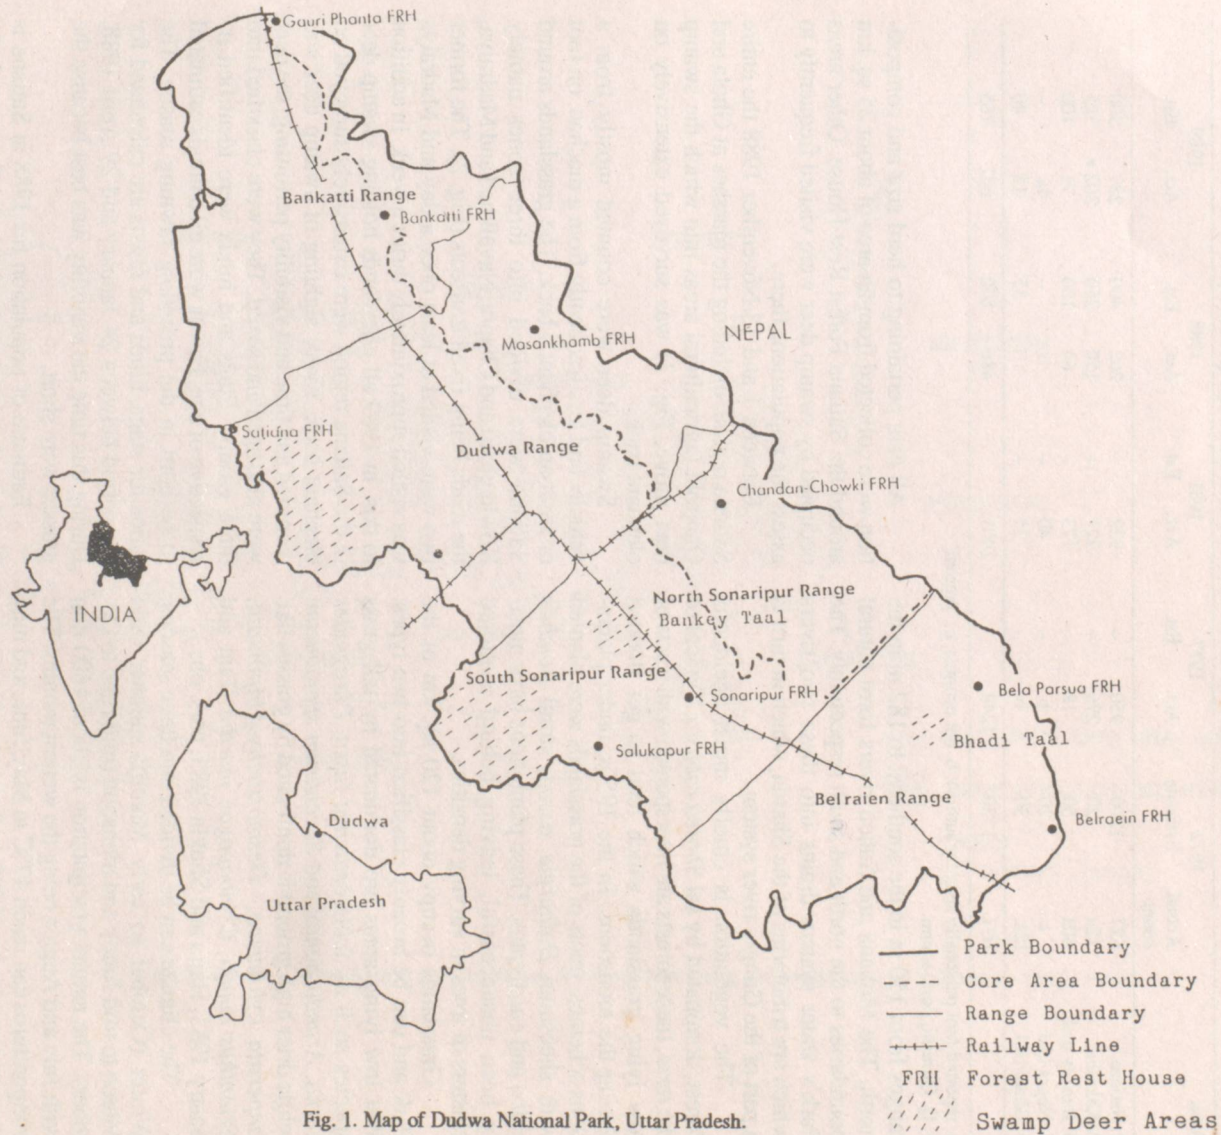 Gauri Phanta FRH
Bankatti Range
Bankatti FRH
Masankhamb FRH
NEPAL
Satiana FRH
Dudwa Range
Chandan-Chowki FRH
INDIA
North Sonaripur Range
Bankey Taal
South Sonaripur Range
Sonaripur FRH
Bela Parsua FRH
Salukapur FRH
Bhadi Taal
Belraien Range
Belraein FRH
Dudwa
Uttar Pradesh
Park Boundary
Core Area Boundary
Range Boundary
Railway Line
FRH Forest Rest House
Swamp Deer Areas
Fig. 1. Map of Dudwa National Park, Uttar Pradesh.